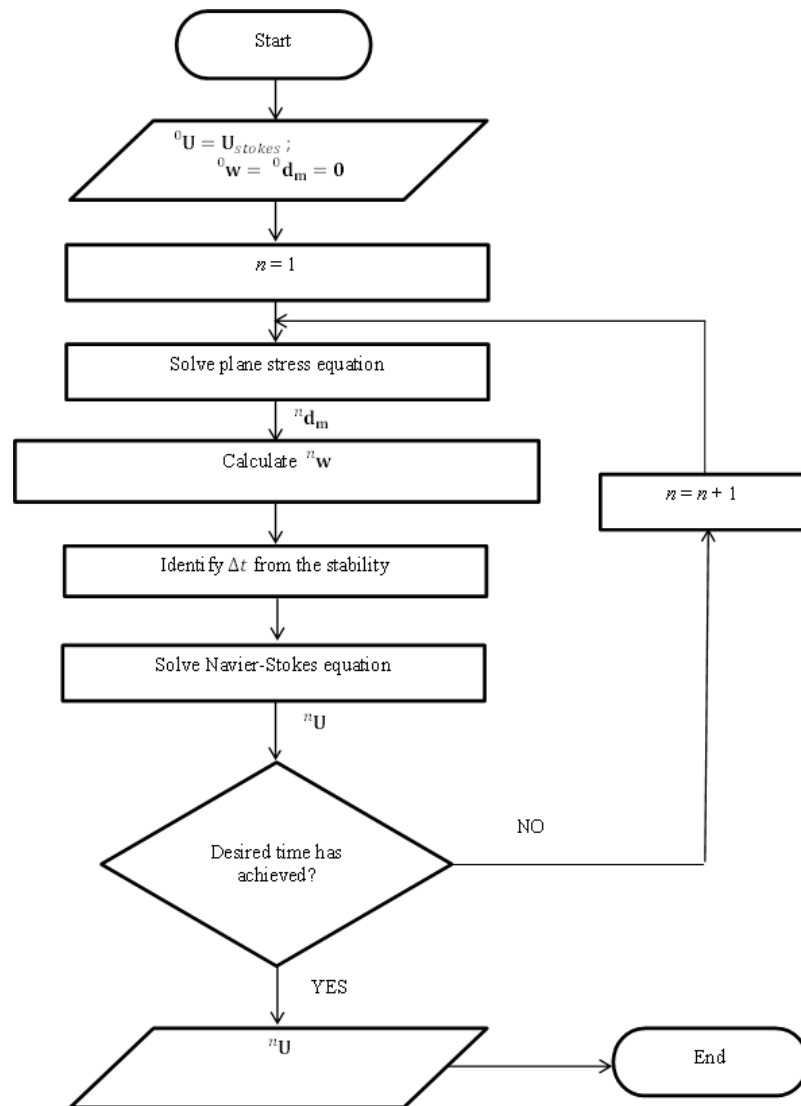 Start
⁰U = U_stokes ;
⁰w = ⁰d_m = 0
n = 1
Solve plane stress equation
ⁿd_m
Calculate ⁿw
n = n + 1
Identify Δt from the stability
Solve Navier-Stokes equation
ⁿU
Desired time has
achieved?
NO
YES
ⁿU
End